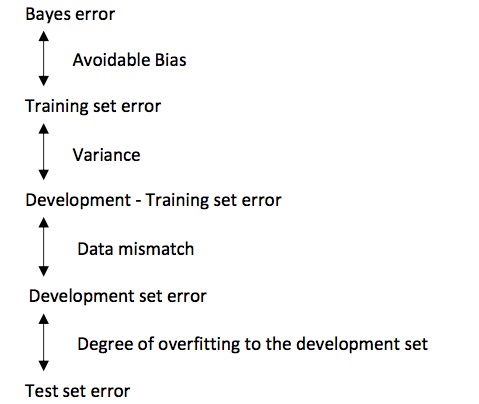 Bayes error
Avoidable Bias
Training set error
Variance
Development - Training set error
Data mismatch
Development set error
Degree of overfitting to the development set
Test set error